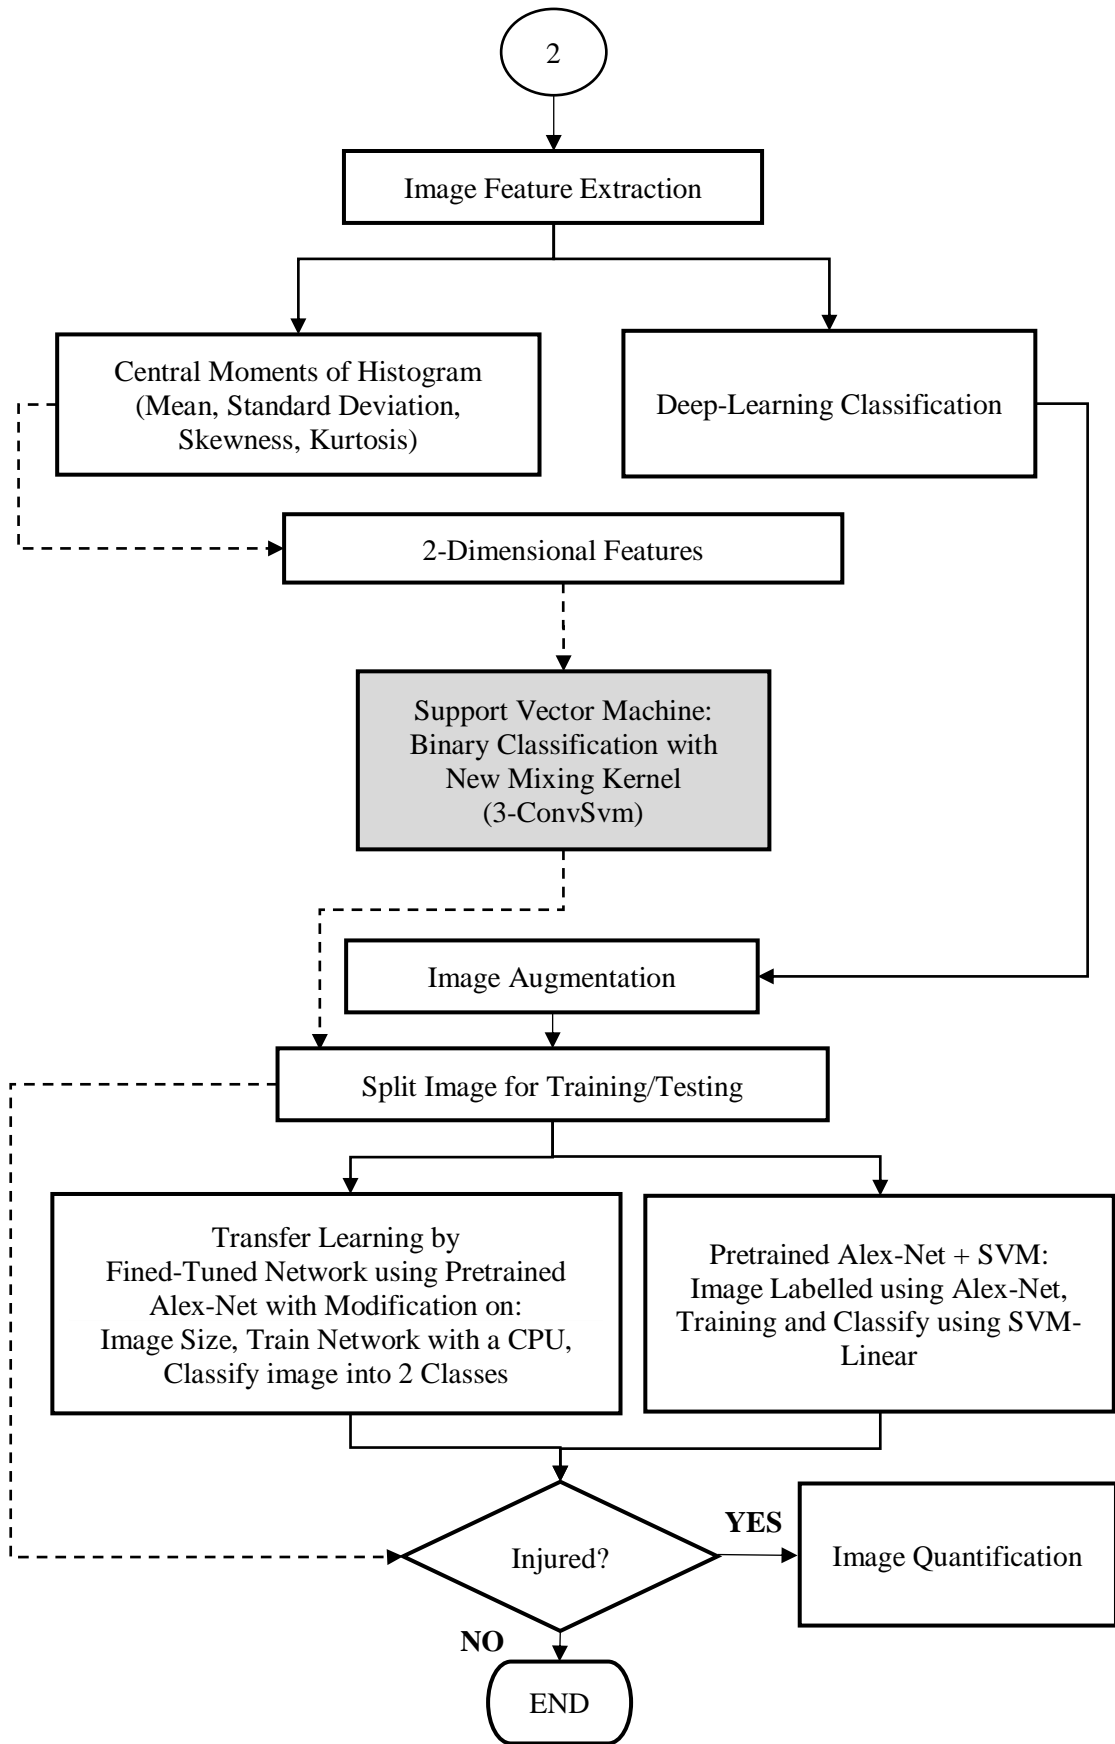 2
Image Feature Extraction
Central Moments of Histogram
(Mean, Standard Deviation,
Skewness, Kurtosis)
Deep-Learning Classification
2-Dimensional Features
Support Vector Machine:
Binary Classification with
New Mixing Kernel
(3-ConvSvm)
Image Augmentation
Split Image for Training/Testing
Transfer Learning by
Fined-Tuned Network using Pretrained
Alex-Net with Modification on:
Image Size, Train Network with a CPU,
Classify image into 2 Classes
Pretrained Alex-Net + SVM:
Image Labelled using Alex-Net,
Training and Classify using SVM-
Linear
Injured?
YES
Image Quantification
NO
END